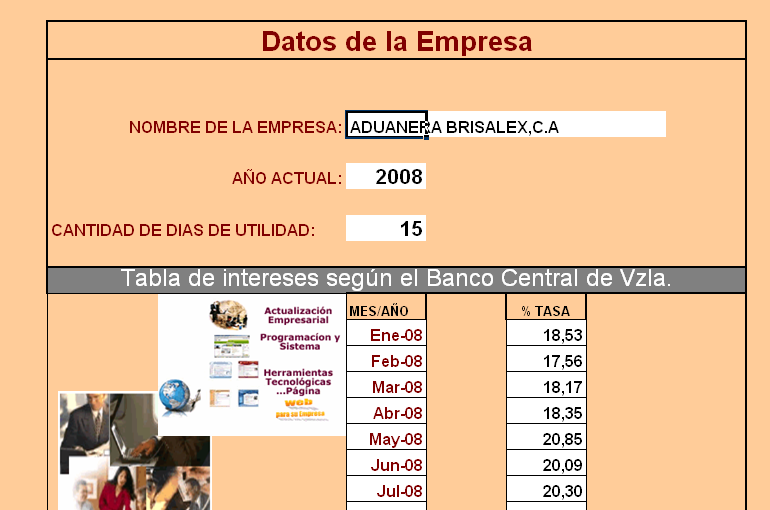 Datos de la Empresa
NOMBRE DE LA EMPRESA: ADUANERA BRISALEX,C.A
AÑO ACTUAL: 2008
CANTIDAD DE DIAS DE UTILIDAD: 15
Tabla de intereses según el Banco Central de Vzla.
Actualización
Empresarial
Programacíon y
Sistema
Herramientas
Tecnológicas
...Página
web
para su Empresa
MES/AÑO % TASA
Ene-08 18,53
Feb-08 17,56
Mar-08 18,17
Abr-08 18,35
May-08 20,85
Jun-08 20,09
Jul-08 20,30